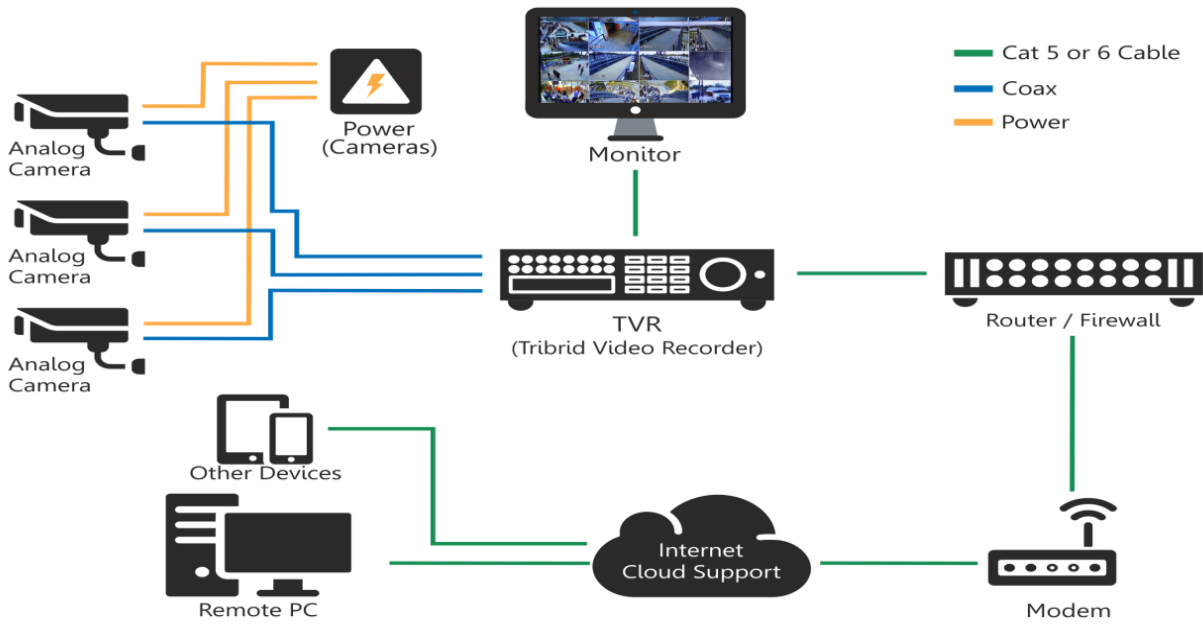 Cat 5 or 6 Cable
Coax
Power
Power
(Cameras)
Monitor
Analog
Camera
Analog
Camera
Analog
Camera
TVR
(Tribrid Video Recorder)
Router / Firewall
Other Devices
Internet
Cloud Support
Remote PC
Modem